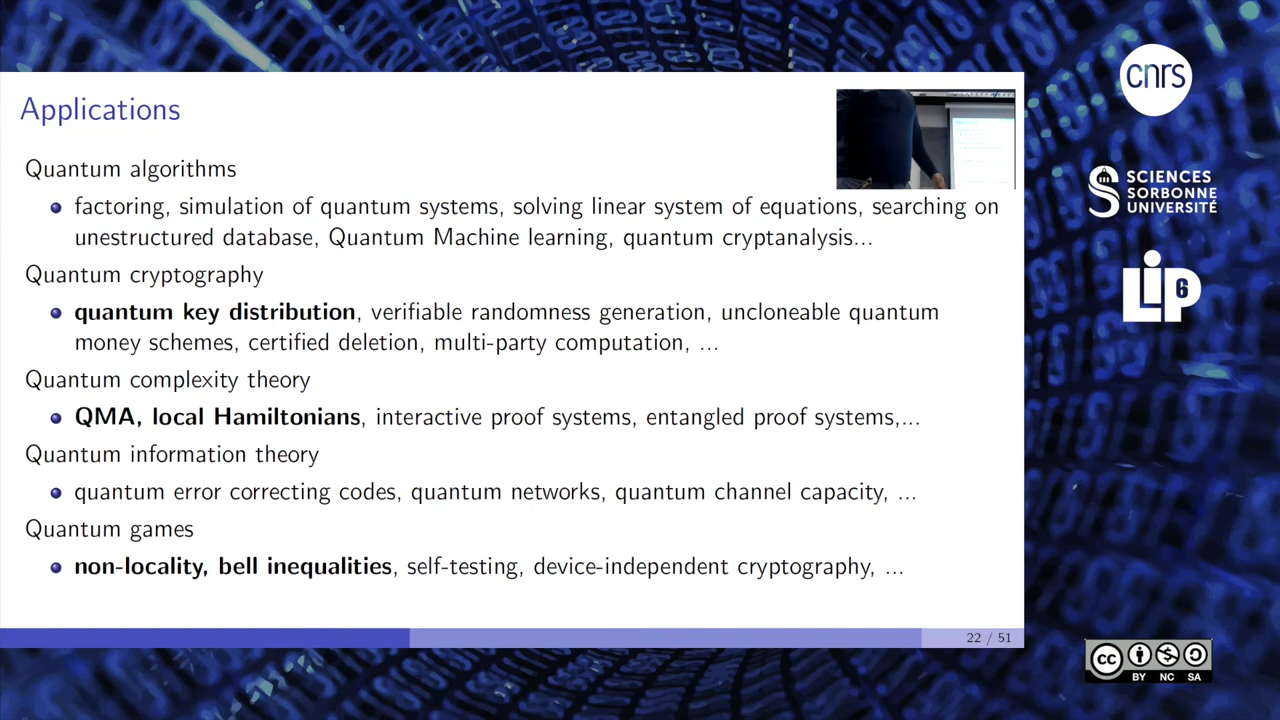 Applications
Quantum algorithms
factoring, simulation of quantum systems, solving linear system of equations, searching on
unestructured database, Quantum Machine learning, quantum cryptanalysis...
Quantum cryptography
quantum key distribution, verifiable randomness generation, uncloneable quantum
money schemes, certified deletion, multi-party computation, ...
Quantum complexity theory
QMA, local Hamiltonians, interactive proof systems, entangled proof systems,...
Quantum information theory
quantum error correcting codes, quantum networks, quantum channel capacity, ...
Quantum games
non-locality, bell inequalities, self-testing, device-independent cryptography, ...
22 / 51
cnrs
S SCIENCES
SORBONNE
UNIVERSITÉ
LIP6
cc BY NC SA